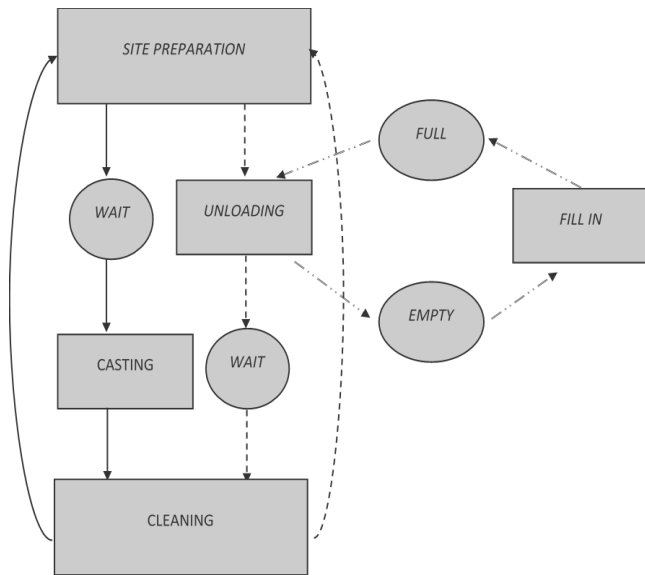 SITE PREPARATION
FULL
WAIT
UNLOADING
FILL IN
EMPTY
CASTING
WAIT
CLEANING